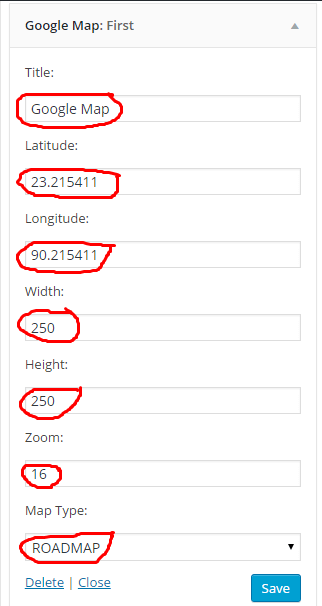 Google Map: First
Title:
Google Map
Latitude:
23.215411
Longitude:
90.215411
Width:
250
Height:
250
Zoom:
16
Map Type:
ROADMAP
Delete | Close
Save